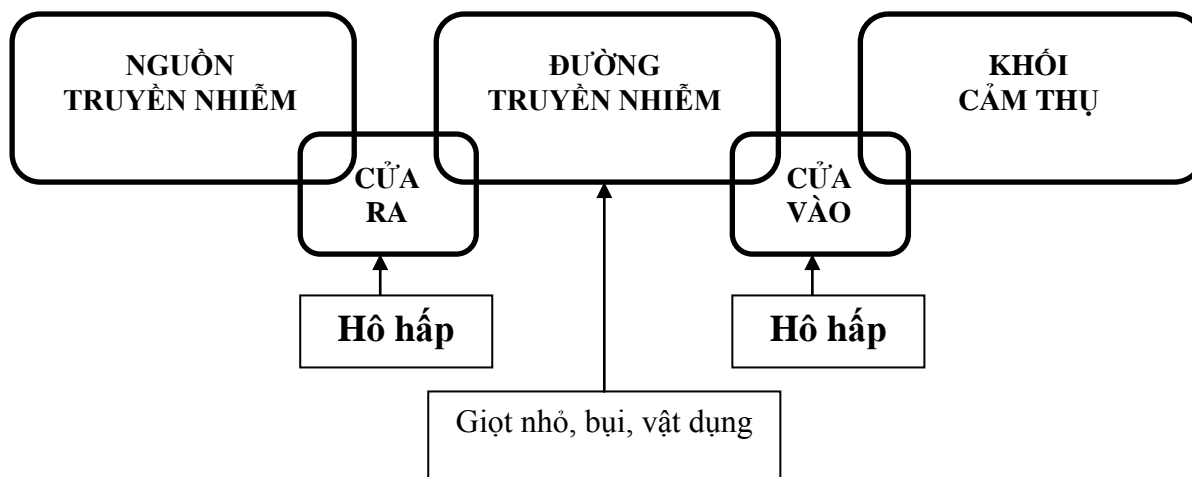 NGUỒN
TRUYỀN NHIỄM
ĐƯỜNG
TRUYỀN NHIỄM
KHỐI
CẢM THỤ
CỬA
RA
CỬA
VÀO
Hô hấp
Hô hấp
Giọt nhỏ, bụi, vật dụng